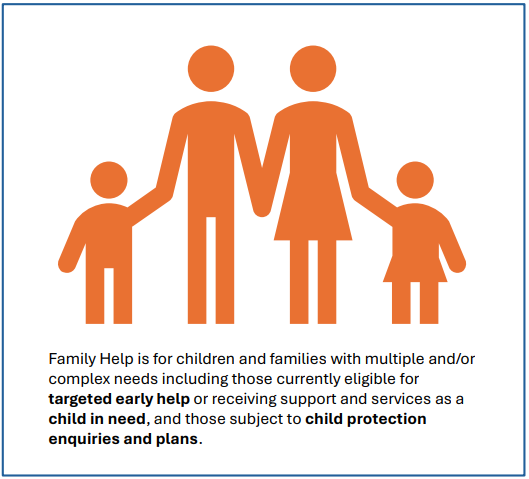 Family Help is for children and families with multiple and/or
complex needs including those currently eligible for
targeted early help or receiving support and services as a
child in need, and those subject to child protection
enquiries and plans.